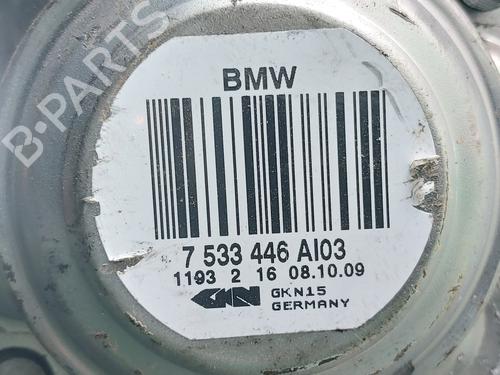 B-PARTS
BMW
7 533 446 AI03
1193 2 16 08.10.09
GKN GKN15
GERMANY